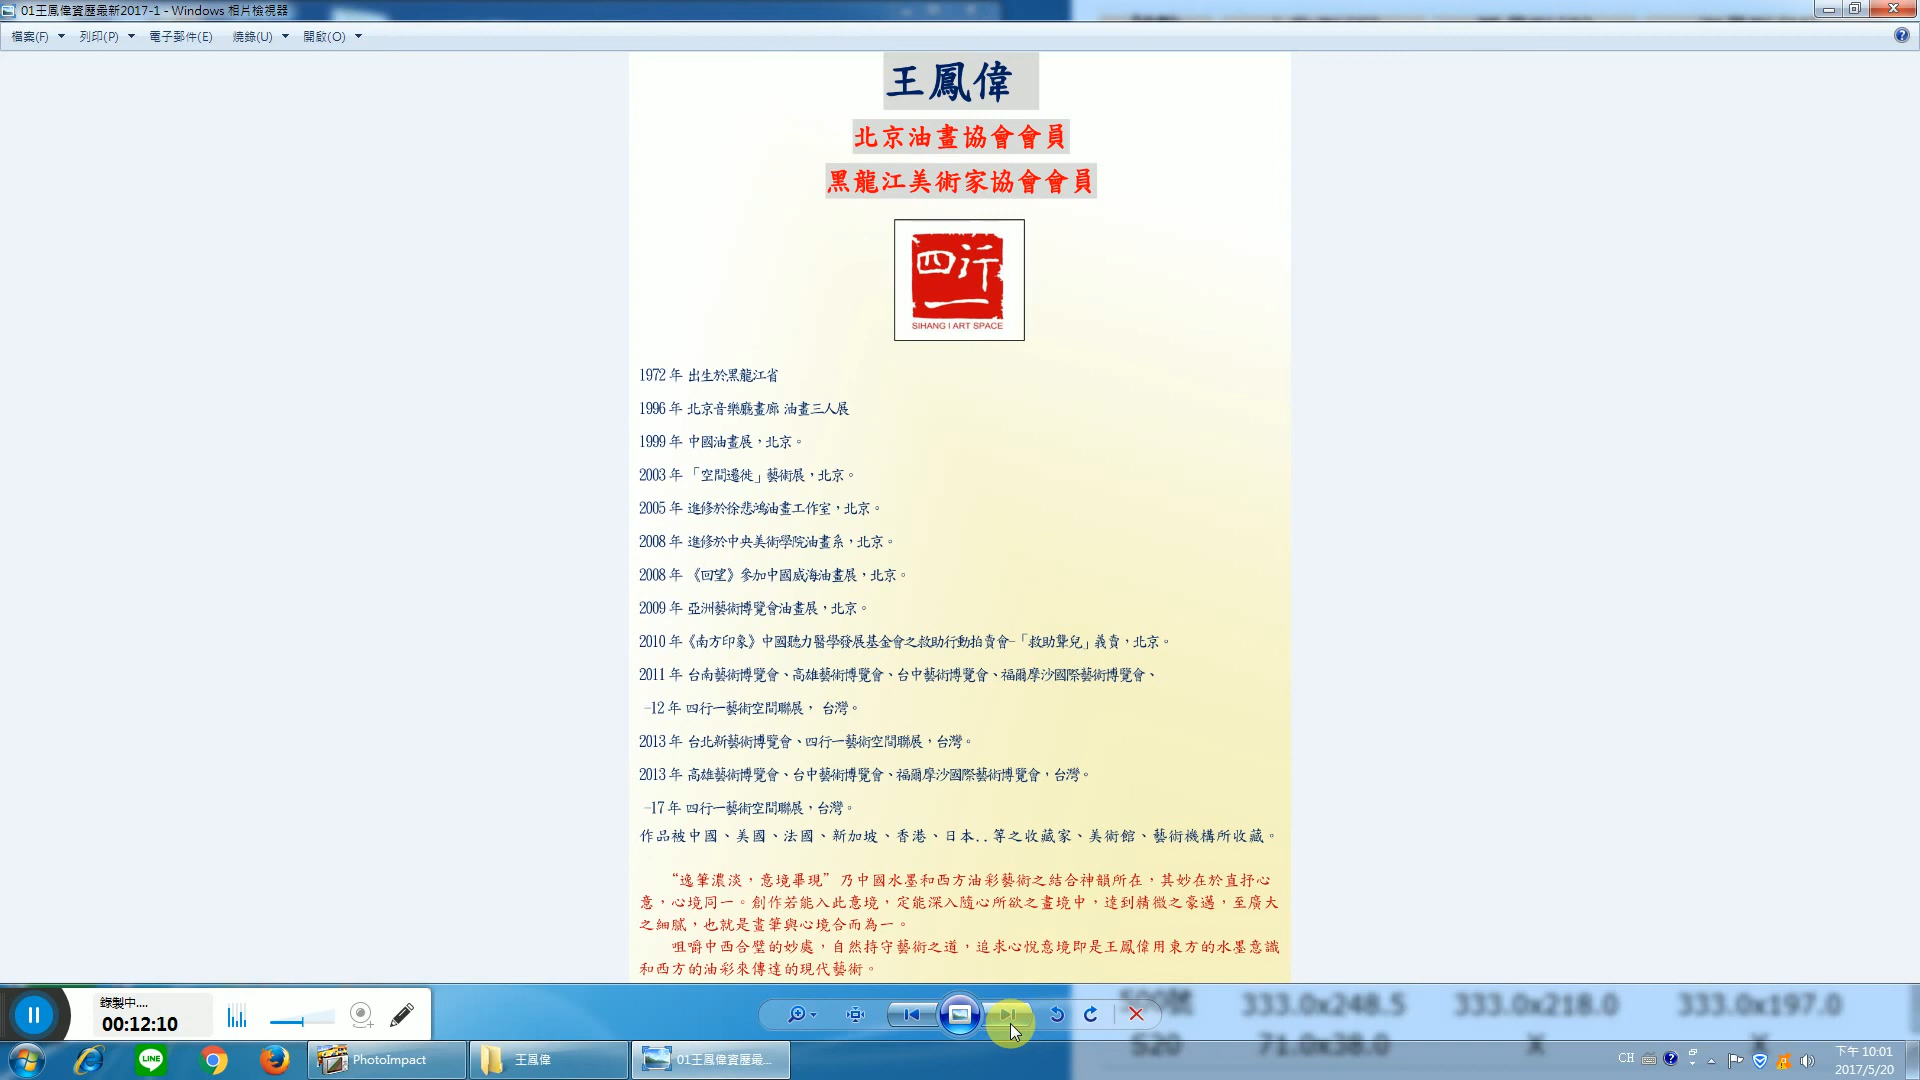 01王鳳偉資歷最新2017-1 - Windows 相片檢視器
檔案(F) 列印(P) 電子郵件(E) 燒錄(U) 開啟(O)
王鳳偉
北京油畫協會會員
黑龍江美術家協會會員
四行一
SIHANG I ART SPACE
1972 年 出生於黑龍江省
1996 年 北京音樂廳畫廊 油畫三人展
1999 年 中國油畫展，北京。
2003 年 「空間遷徙」藝術展，北京。
2005 年 進修於徐悲鴻油畫工作室，北京。
2008 年 進修於中央美術學院油畫系，北京。
2008 年 《回望》參加中國威海油畫展，北京。
2009 年 亞洲藝術博覽會油畫展，北京。
2010 年《南方印象》中國聽力醫學發展基金會之救助行動拍賣會-「救助聾兒」義賣，北京。
2011 年 台南藝術博覽會、高雄藝術博覽會、台中藝術博覽會、福爾摩沙國際藝術博覽會、
-12 年 四行一藝術空間聯展， 台灣。
2013 年 台北新藝術博覽會、四行一藝術空間聯展，台灣。
2013 年 高雄藝術博覽會、台中藝術博覽會、福爾摩沙國際藝術博覽會，台灣。
-17 年 四行一藝術空間聯展，台灣。
作品被中國、美國、法國、新加坡、香港、日本..等之收藏家、美術館、藝術機構所收藏。
“逸筆濃淡，意境畢現”乃中國水墨和西方油彩藝術之結合神韻所在，其妙在於直抒心
意，心境同一。創作若能入此意境，定能深入隨心所欲之畫境中，達到精微之豪邁，至廣大
之細膩，也就是畫筆與心境合而為一。
咀嚼中西合璧的妙處，自然持守藝術之道，追求心悅意境即是王鳳偉用東方的水墨意識
和西方的油彩來傳達的現代藝術。
錄製中....
00:12:10
500號 333.0x248.5 333.0x218.0 333.0x197.0
S20 71.0x38.0 X X
LINE
PhotoImpact
王鳳偉
01王鳳偉資歷最...
CH
下午 10:01
2017/5/20